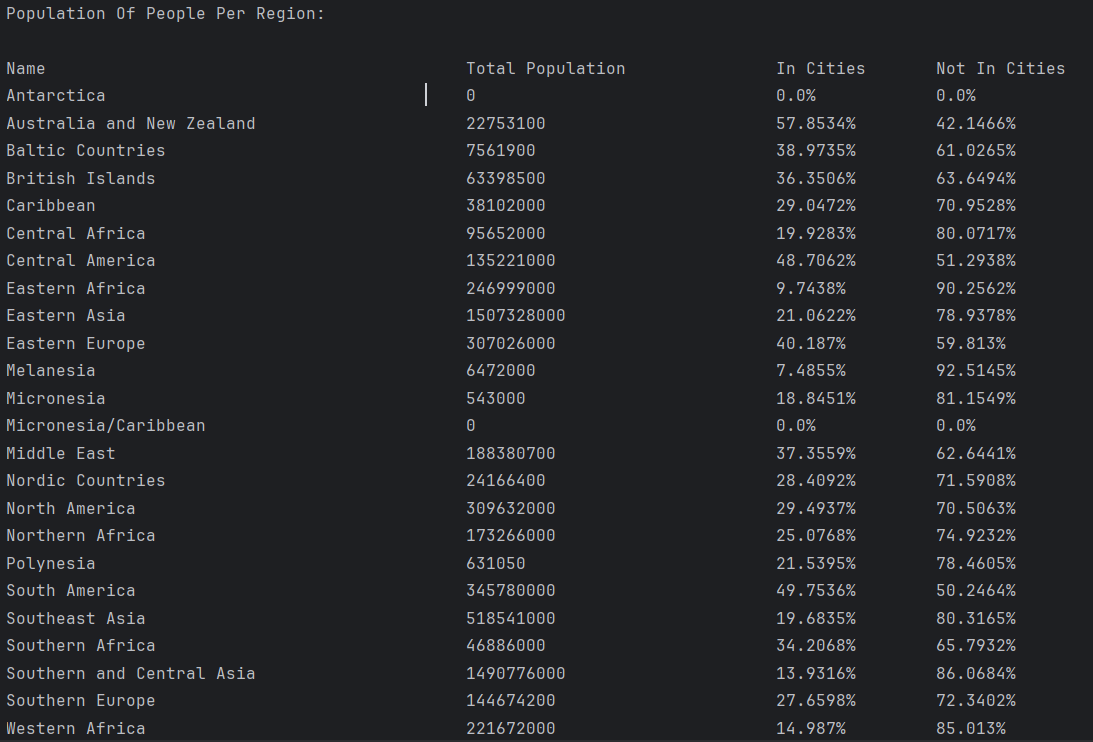 Population Of People Per Region:
Name Total Population In Cities Not In Cities
Antarctica 0 0.0% 0.0%
Australia and New Zealand 22753100 57.8534% 42.1466%
Baltic Countries 7561900 38.9735% 61.0265%
British Islands 63398500 36.3506% 63.6494%
Caribbean 38102000 29.0472% 70.9528%
Central Africa 95652000 19.9283% 80.0717%
Central America 135221000 48.7062% 51.2938%
Eastern Africa 246999000 9.7438% 90.2562%
Eastern Asia 1507328000 21.0622% 78.9378%
Eastern Europe 307026000 40.187% 59.813%
Melanesia 6472000 7.4855% 92.5145%
Micronesia 543000 18.8451% 81.1549%
Micronesia/Caribbean 0 0.0% 0.0%
Middle East 188380700 37.3559% 62.6441%
Nordic Countries 24166400 28.4092% 71.5908%
North America 309632000 29.4937% 70.5063%
Northern Africa 173266000 25.0768% 74.9232%
Polynesia 631050 21.5395% 78.4605%
South America 345780000 49.7536% 50.2464%
Southeast Asia 518541000 19.6835% 80.3165%
Southern Africa 46886000 34.2068% 65.7932%
Southern and Central Asia 1490776000 13.9316% 86.0684%
Southern Europe 144674200 27.6598% 72.3402%
Western Africa 221672000 14.987% 85.013%